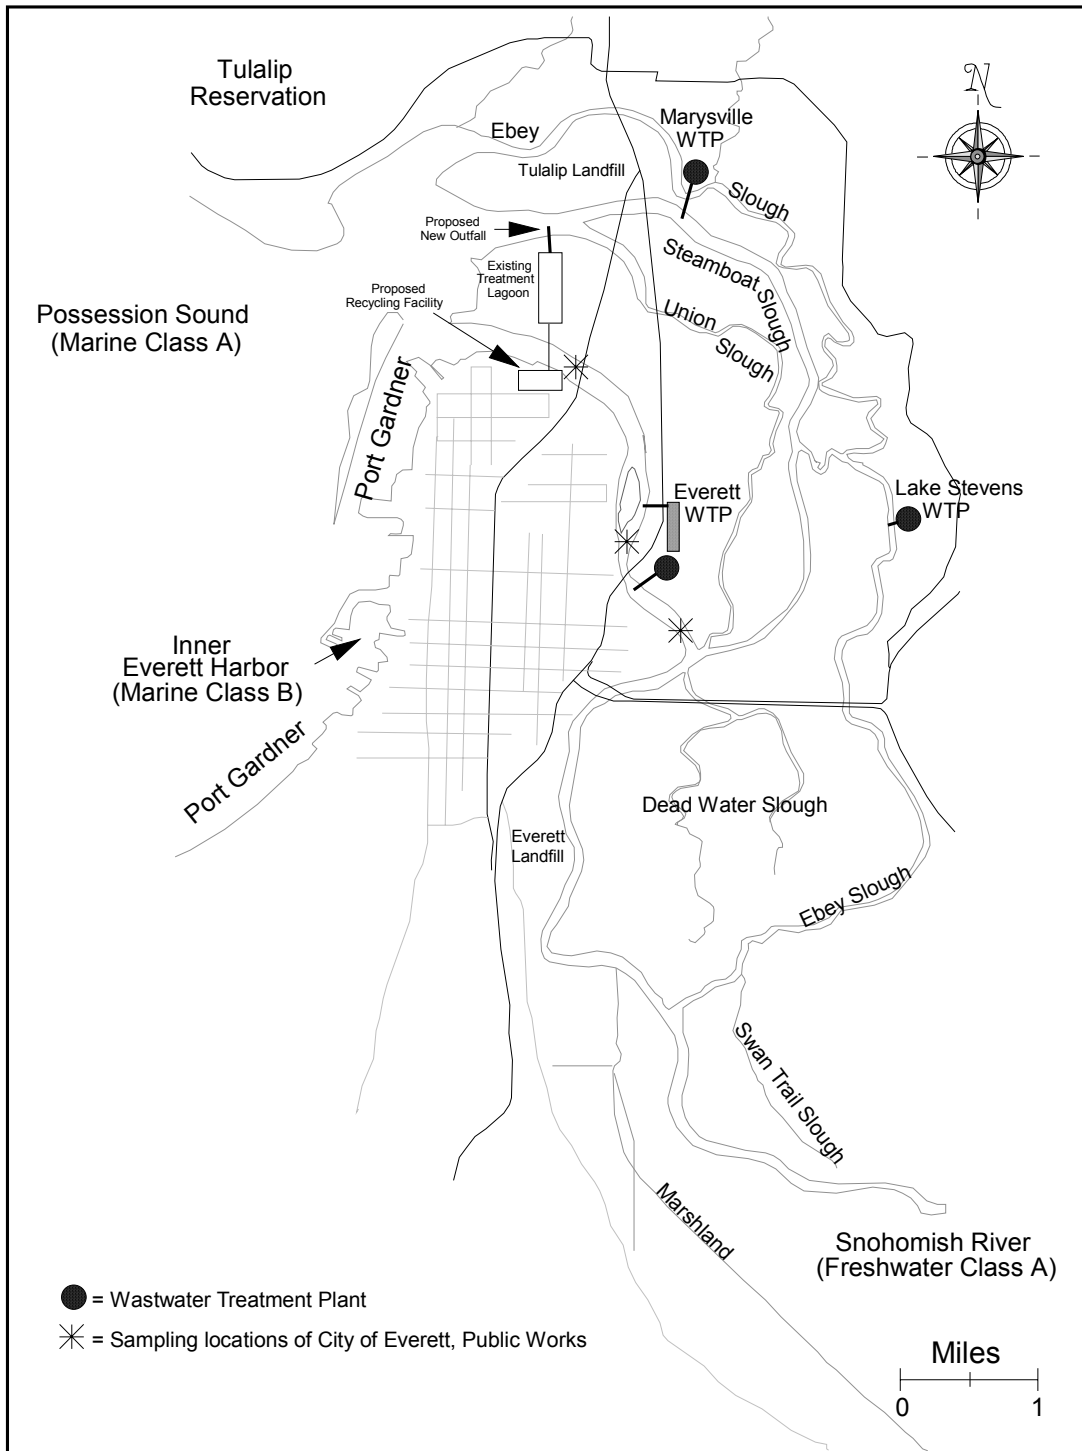 N
Tulalip
Reservation
Marysville
WTP
Ebey
Tulalip Landfill
Slough
Proposed
New Outfall
Steamboat
Slough
Existing
Treatment
Lagoon
Proposed
Recycling Facility
Union
Slough
Possession Sound
(Marine Class A)
Port Gardner
Everett
WTP
Lake Stevens
WTP
Inner
Everett Harbor
(Marine Class B)
Port Gardner
Dead Water Slough
Everett
Landfill
Ebey Slough
Swan Trail Slough
Marshland
Snohomish River
(Freshwater Class A)
= Wastwater Treatment Plant
= Sampling locations of City of Everett, Public Works
Miles
0 1